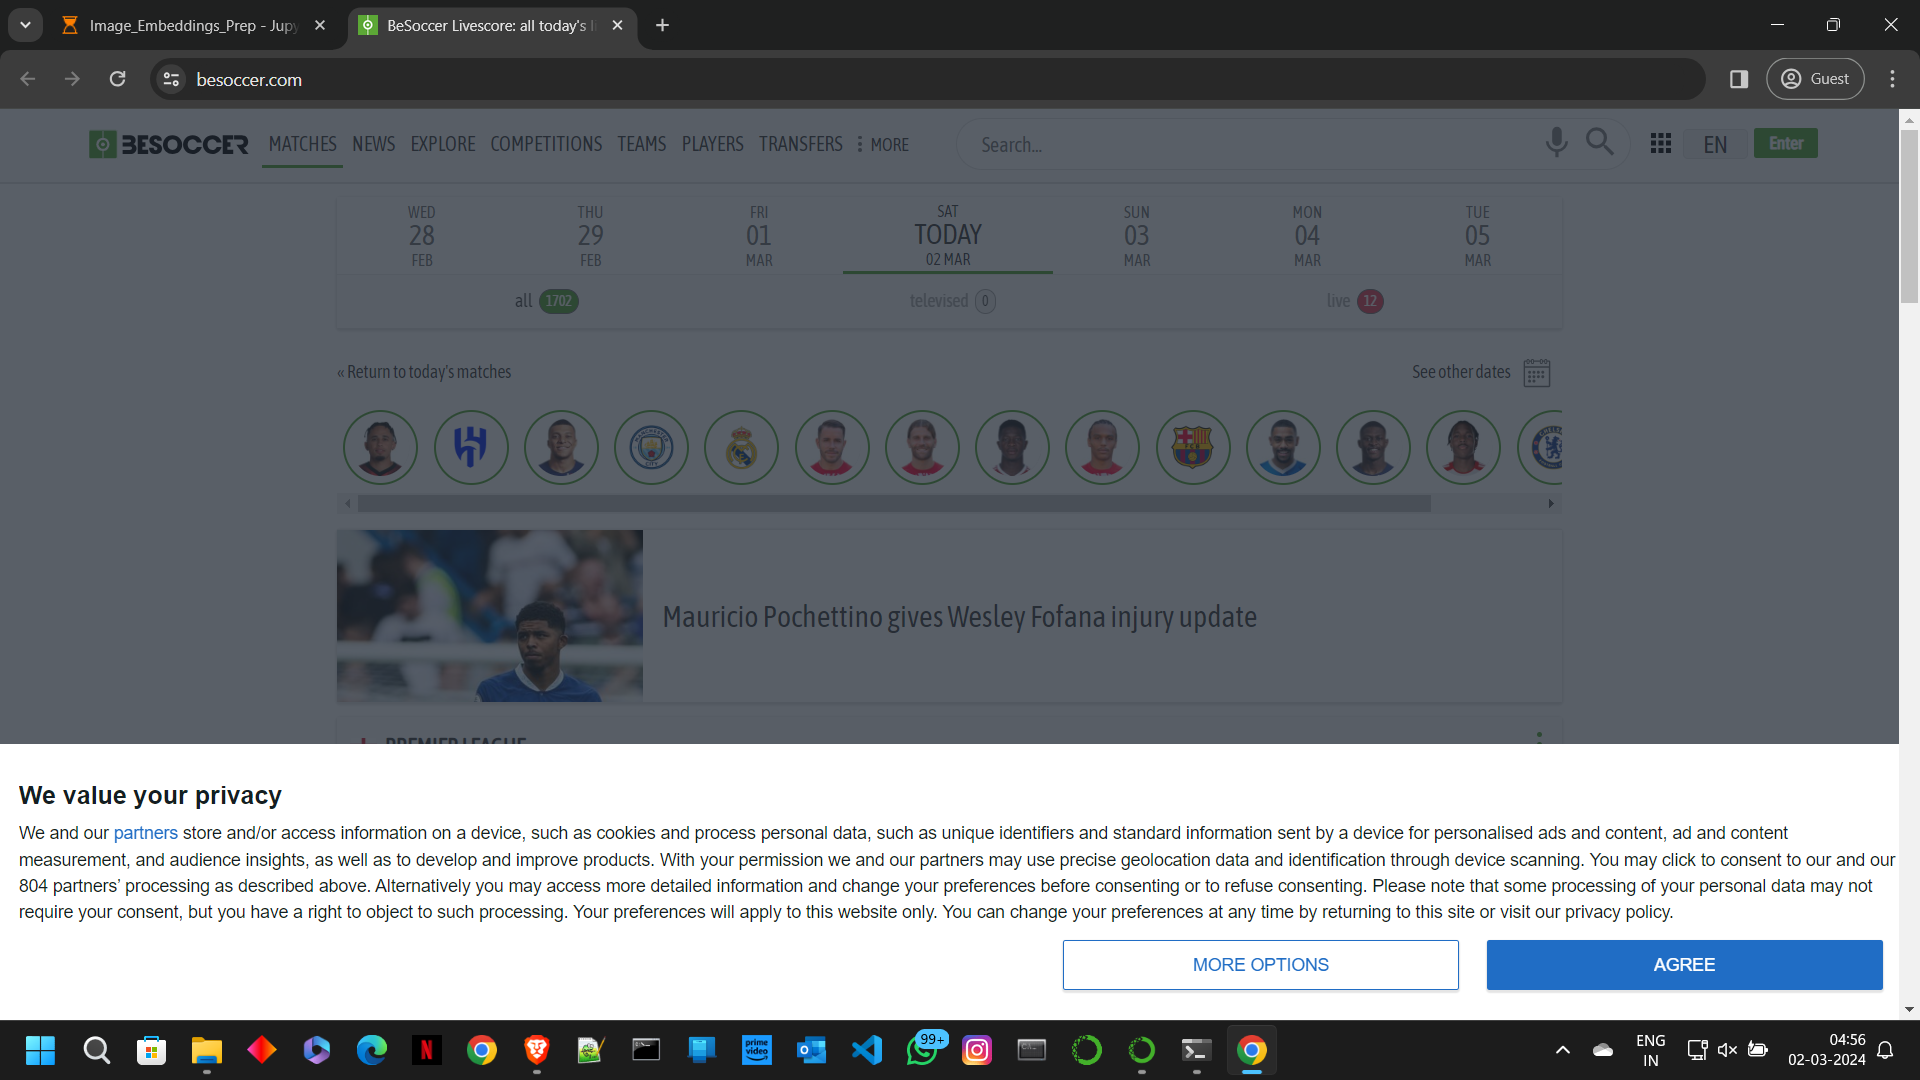 Image_Embeddings_Prep - Jupy
BeSoccer Livescore: all today's li
besoccer.com
Guest
BESOCCER
MATCHES NEWS EXPLORE COMPETITIONS TEAMS PLAYERS TRANSFERS MORE
Search...
EN
Enter
WED THU FRI SAT SUN MON TUE
28 29 01 TODAY 03 04 05
FEB FEB MAR 02 MAR MAR MAR MAR
all 1702 televised 0 live 12
« Return to today's matches
See other dates
Mauricio Pochettino gives Wesley Fofana injury update
PREMIER LEAGUE
We value your privacy
We and our partners store and/or access information on a device, such as cookies and process personal data, such as unique identifiers and standard information sent by a device for personalised ads and content, ad and content
measurement, and audience insights, as well as to develop and improve products. With your permission we and our partners may use precise geolocation data and identification through device scanning. You may click to consent to our and our
804 partners’ processing as described above. Alternatively you may access more detailed information and change your preferences before consenting or to refuse consenting. Please note that some processing of your personal data may not
require your consent, but you have a right to object to such processing. Your preferences will apply to this website only. You can change your preferences at any time by returning to this site or visit our privacy policy.
MORE OPTIONS
AGREE
N
prime video
99+
ENG
IN
04:56
02-03-2024